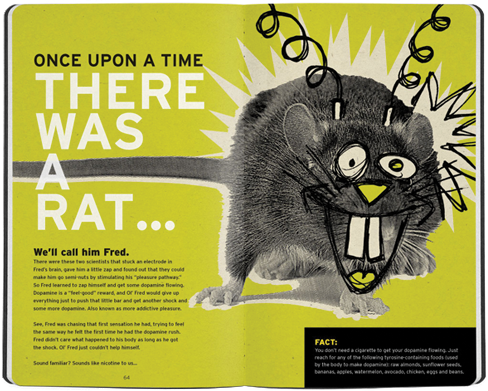 ONCE UPON A TIME
THERE
WAS
A
RAT...
We'll call him Fred.
There were these two scientists that stuck an electrode in
Fred's brain, gave him a little zap and found out that they could
make him go semi-nuts by stimulating his "pleasure pathway."
So Fred learned to zap himself and get some dopamine flowing.
Dopamine is a "feel-good" reward, and Ol' Fred would give up
everything just to push that little bar and get another shock and
some more dopamine. Also known as more addictive pleasure.
See, Fred was chasing that first sensation he had, trying to feel
the same way he felt the first time he had the dopamine rush.
Fred didn't care what happened to his body as long as he got
the shock. Ol' Fred just couldn't help himself.
Sound familiar? Sounds like nicotine to us...
64
FACT:
You don't need a cigarette to get your dopamine flowing. Just
reach for any of the following tyrosine-containing foods (used
by the body to make dopamine): raw almonds, sunflower seeds,
bananas, apples, watermelon, avocado, chicken, eggs and beans.